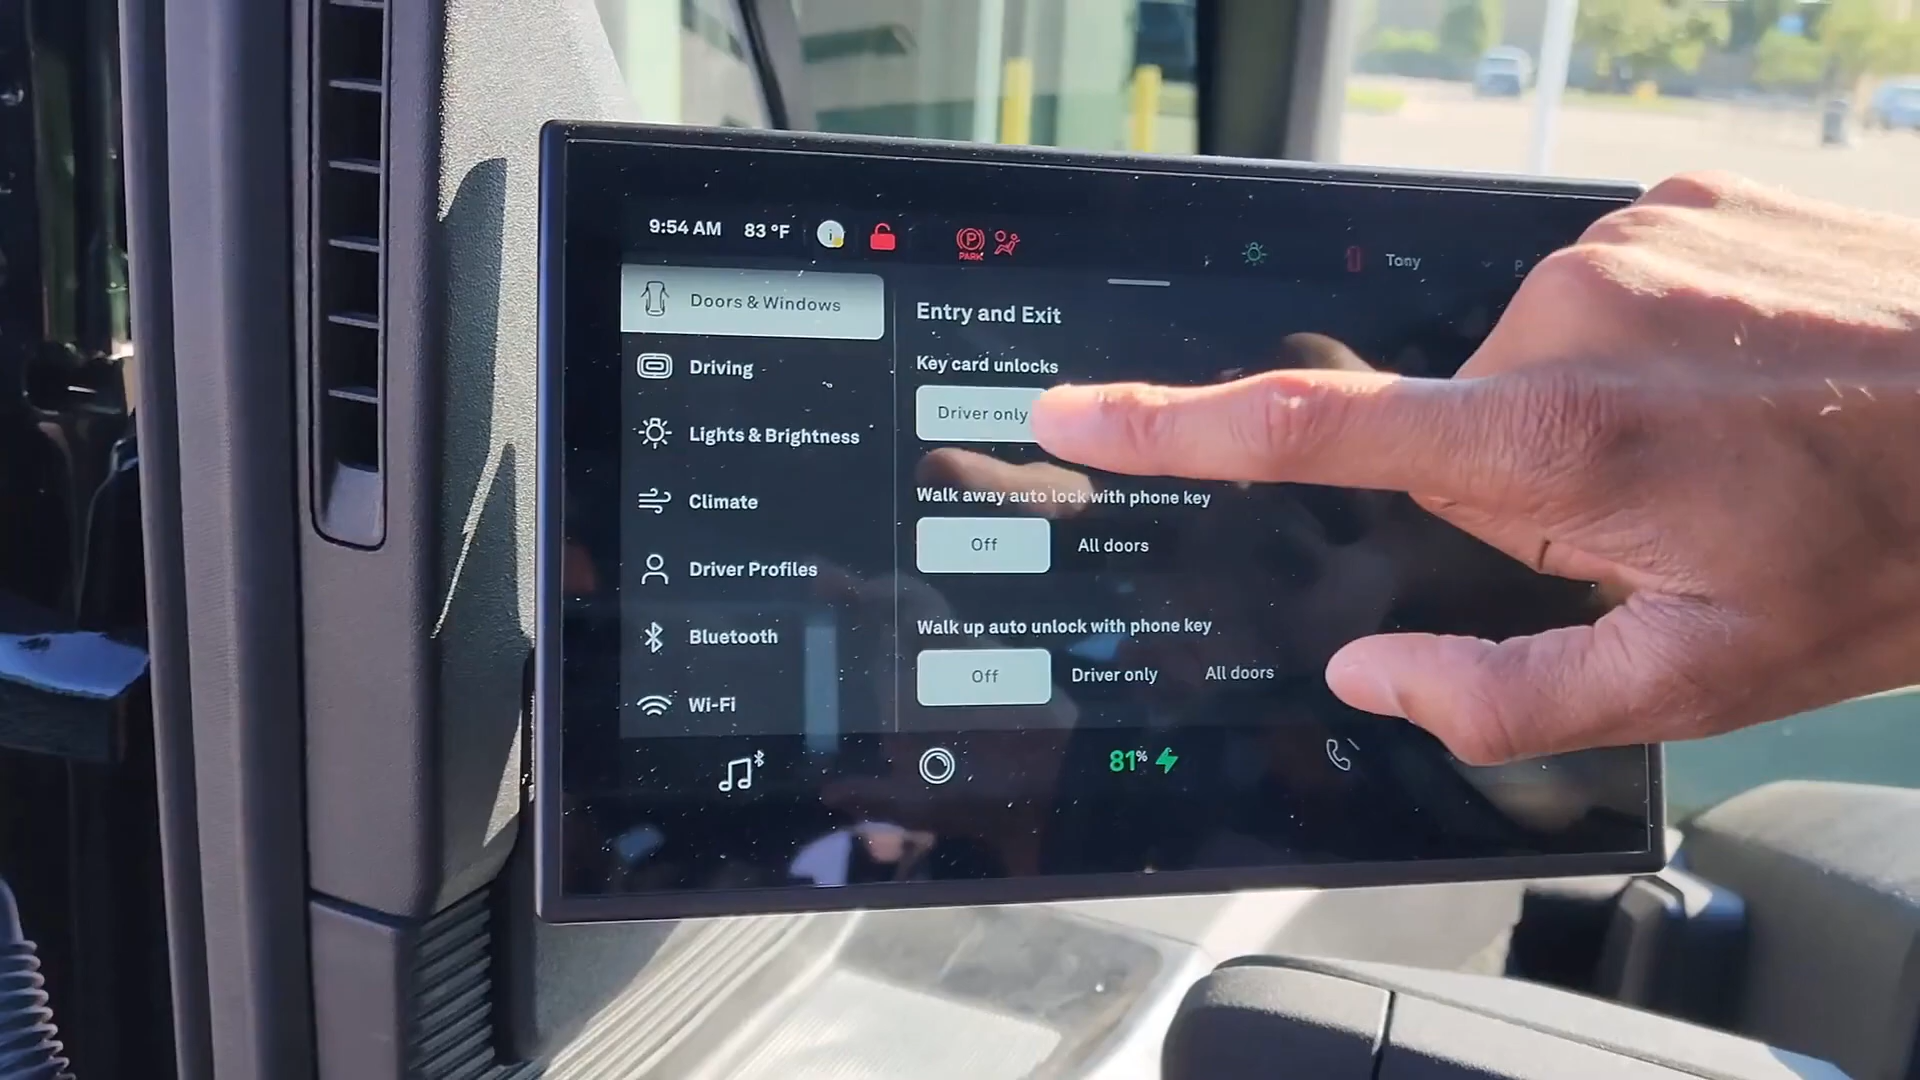 9:54 AM 83 °F
PARK
Tony
P
Doors & Windows
Driving
Lights & Brightness
Climate
Driver Profiles
Bluetooth
Wi-Fi
Entry and Exit
Key card unlocks
Driver only
Walk away auto lock with phone key
Off All doors
Walk up auto unlock with phone key
Off Driver only All doors
81%